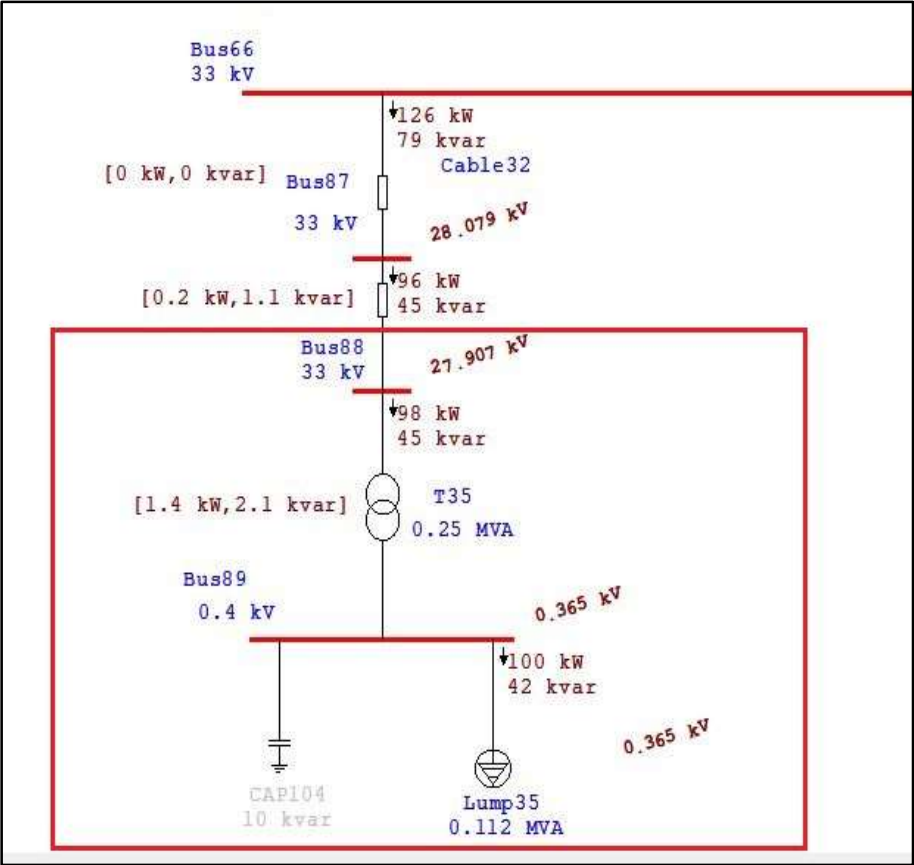 Bus66
33 kV
126 kW
79 kvar
Cable32
[0 kW,0 kvar]
Bus87
33 kV
28.079 kV
96 kW
45 kvar
[0.2 kW,1.1 kvar]
Bus88
33 kV
27.907 kV
98 kW
45 kvar
[1.4 kW,2.1 kvar]
T35
0.25 MVA
Bus89
0.4 kV
0.365 kV
100 kW
42 kvar
0.365 kV
CAP104
10 kvar
Lump35
0.112 MVA